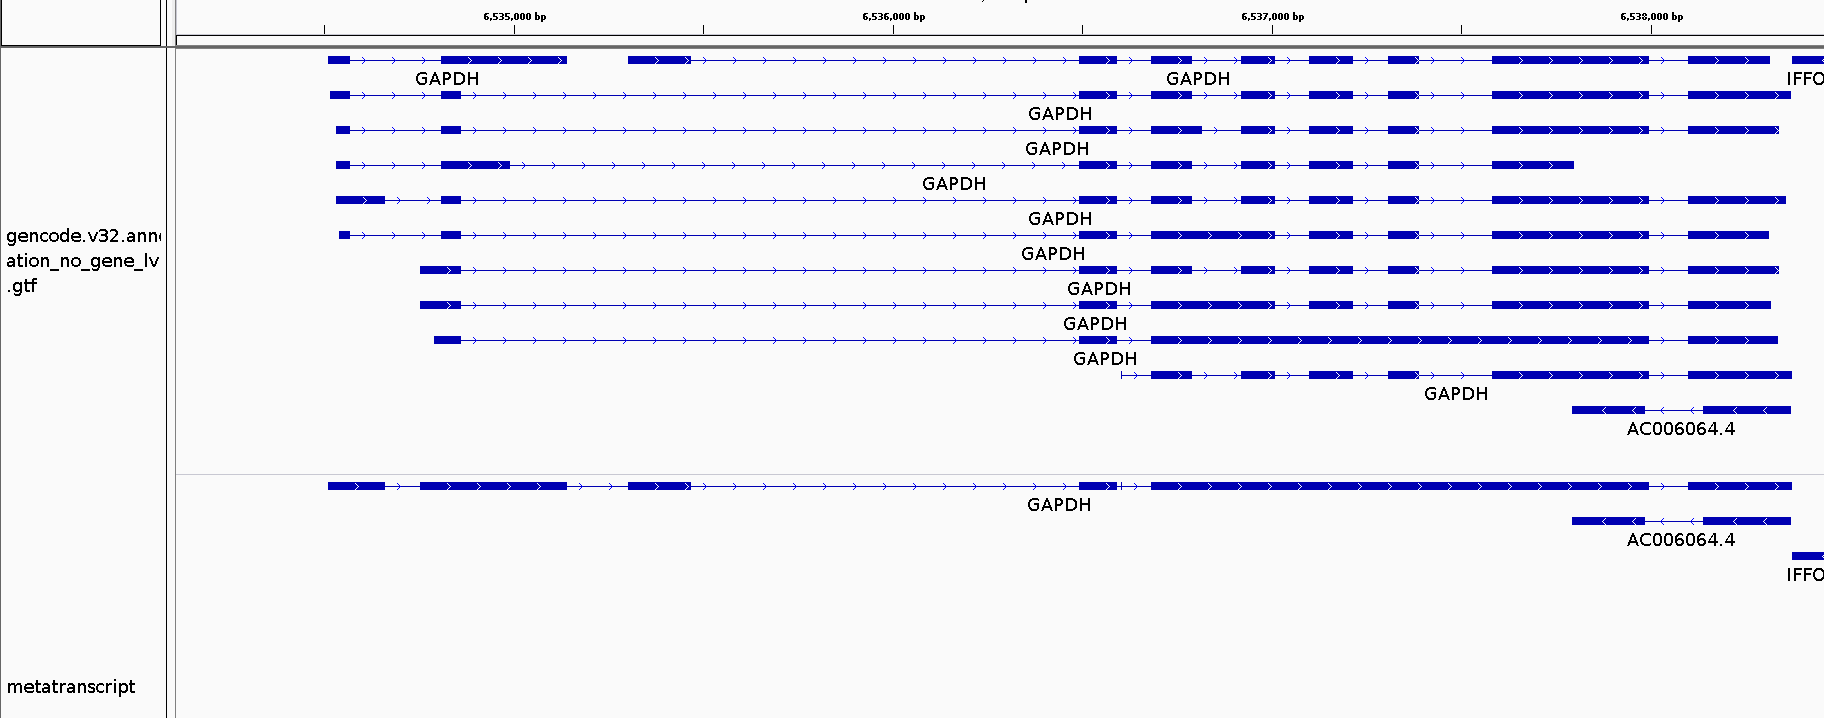 6,535,000 bp 6,536,000 bp 6,537,000 bp 6,538,000 bp
GAPDH GAPDH IFFO
GAPDH
GAPDH
GAPDH
GAPDH
gencode.v32.ann
ation_no_gene_lv
.gtf
GAPDH
GAPDH
GAPDH
GAPDH
GAPDH
AC006064.4
GAPDH
AC006064.4
IFFO
metatranscript